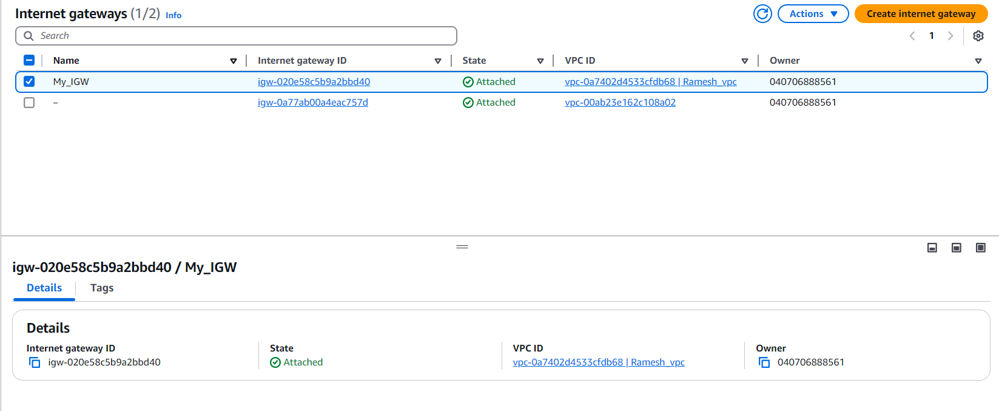 Internet gateways (1/2) Info
Actions
Create internet gateway
Search
1
Name Internet gateway ID State VPC ID Owner
My_IGW igw-020e58c5b9a2bbd40 Attached vpc-0a7402d4533cfdb68 | Ramesh_vpc 040706888561
– igw-0a77ab00a4eac757d Attached vpc-00ab23e162c108a02 040706888561
igw-020e58c5b9a2bbd40 / My_IGW
Details Tags
Details
Internet gateway ID State VPC ID Owner
igw-020e58c5b9a2bbd40 Attached vpc-0a7402d4533cfdb68 | Ramesh_vpc 040706888561